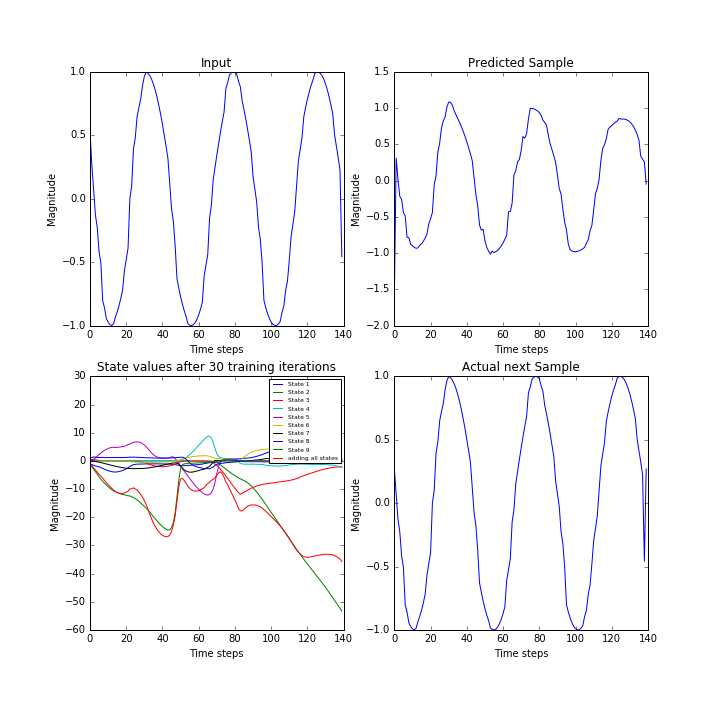 Input
Predicted Sample
1.0
0.5
0.0
−0.5
−1.0
Magnitude
0 20 40 60 80 100 120 140
Time steps
1.5
1.0
0.5
0.0
−0.5
−1.0
−1.5
−2.0
Magnitude
0 20 40 60 80 100 120 140
Time steps
State values after 30 training iterations
30
20
10
0
−10
−20
−30
−40
−50
−60
Magnitude
0 20 40 60 80 100 120 140
Time steps
State 1
State 2
State 3
State 4
State 5
State 6
State 7
State 8
State 9
adding all states
Actual next Sample
1.0
0.5
0.0
−0.5
−1.0
Magnitude
0 20 40 60 80 100 120 140
Time steps